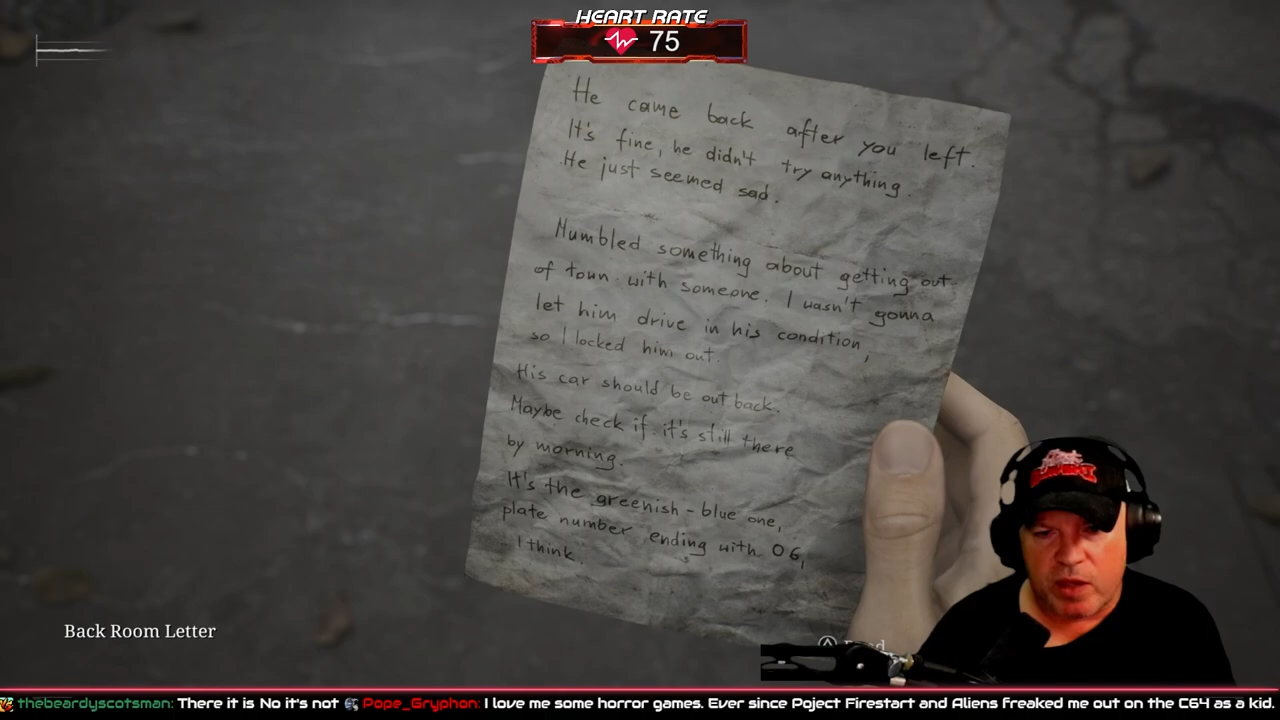 HEART RATE
75
He came back after you left.
It's fine, he didn't try anything.
He just seemed sad.
Mumbled something about getting out
of town with someone. I wasn't gonna
let him drive in his condition,
so I locked him out.
His car should be out back.
Maybe check if it's still there
by morning.
It's the greenish-blue one,
plate number ending with 06,
I think.
Back Room Letter
thebeardyscotsman: There it is No it's not Pope_Gryphon: I love me some horror games. Ever since Poject Firestart and Aliens freaked me out on the C64 as a kid.